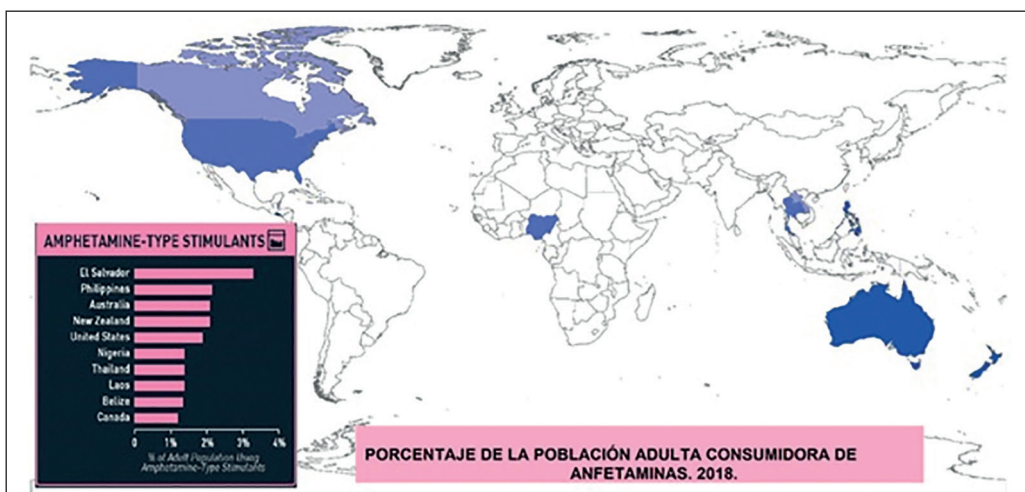 AMPHETAMINE-TYPE STIMULANTS
El Salvador
Philippines
Australia
New Zealand
United States
Nigeria
Thailand
Laos
Belize
Canada
0 1% 2% 3% 4%
% of Adult Population Using
Amphetamine-Type Stimulants
PORCENTAJE DE LA POBLACIÓN ADULTA CONSUMIDORA DE
ANFETAMINAS. 2018.